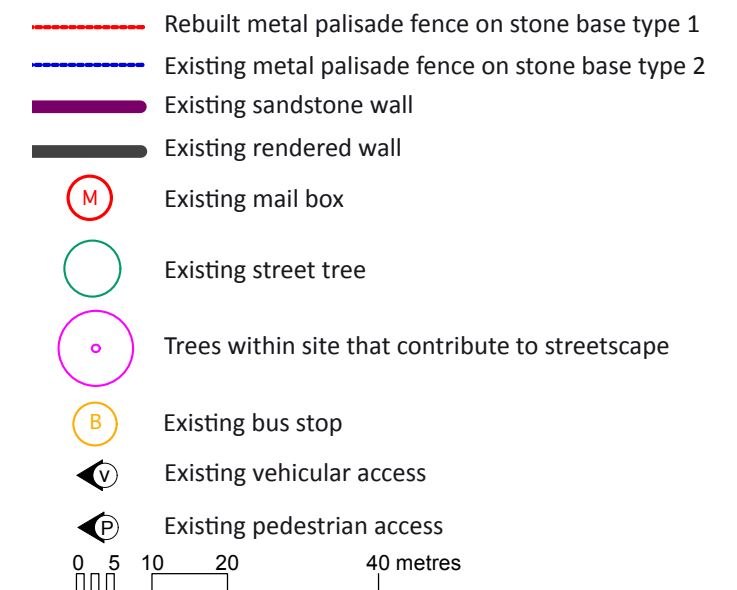 Rebuilt metal palisade fence on stone base type 1
Existing metal palisade fence on stone base type 2
Existing sandstone wall
Existing rendered wall
M Existing mail box
Existing street tree
Trees within site that contribute to streetscape
B Existing bus stop
V Existing vehicular access
P Existing pedestrian access
0 5 10 20 40 metres